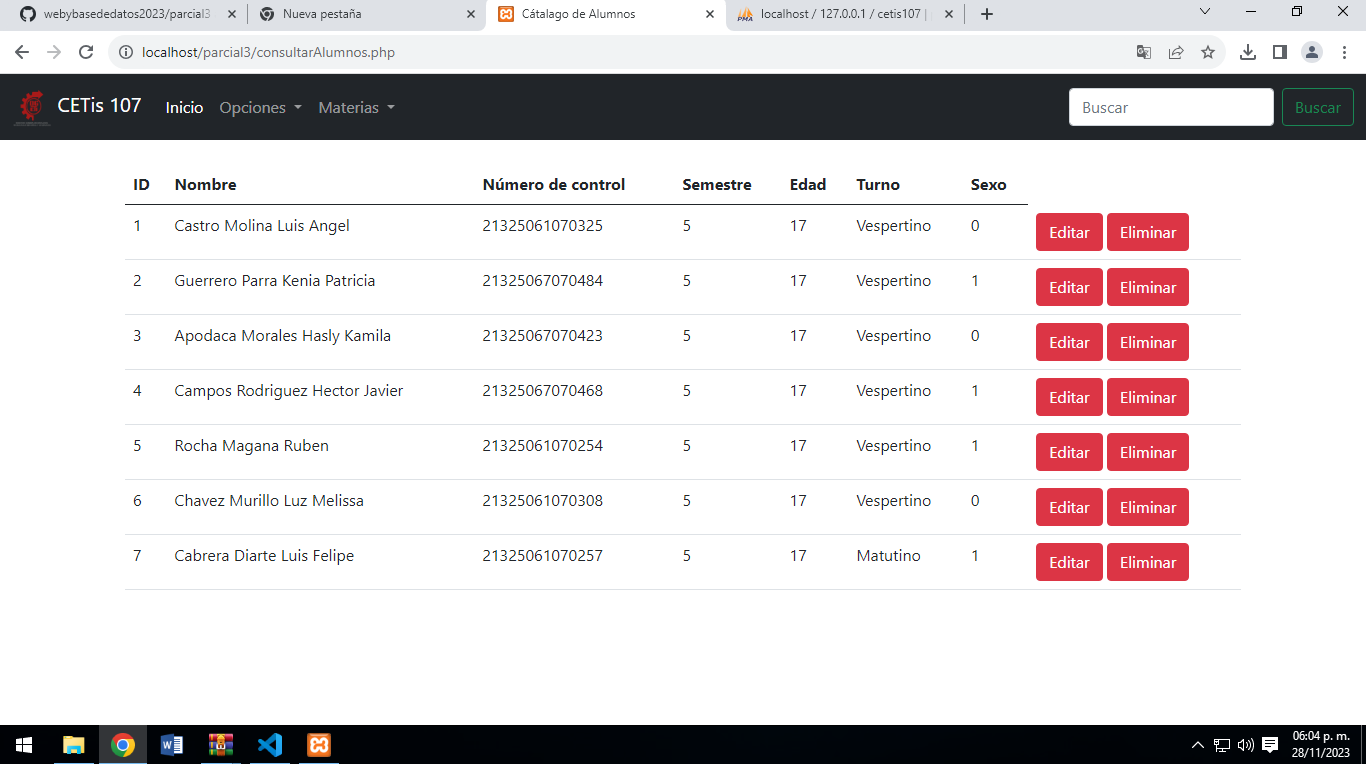 webybasededatos2023/parcial3
Nueva pestaña
Cátalago de Alumnos
localhost / 127.0.0.1 / cetis107 |
localhost/parcial3/consultarAlumnos.php
CETis 107 Inicio Opciones Materias Buscar Buscar
ID Nombre Número de control Semestre Edad Turno Sexo
1 Castro Molina Luis Angel 21325061070325 5 17 Vespertino 0 Editar Eliminar
2 Guerrero Parra Kenia Patricia 21325067070484 5 17 Vespertino 1 Editar Eliminar
3 Apodaca Morales Hasly Kamila 21325067070423 5 17 Vespertino 0 Editar Eliminar
4 Campos Rodriguez Hector Javier 21325067070468 5 17 Vespertino 1 Editar Eliminar
5 Rocha Magana Ruben 21325061070254 5 17 Vespertino 1 Editar Eliminar
6 Chavez Murillo Luz Melissa 21325061070308 5 17 Vespertino 0 Editar Eliminar
7 Cabrera Diarte Luis Felipe 21325061070257 5 17 Matutino 1 Editar Eliminar
06:04 p. m.
28/11/2023